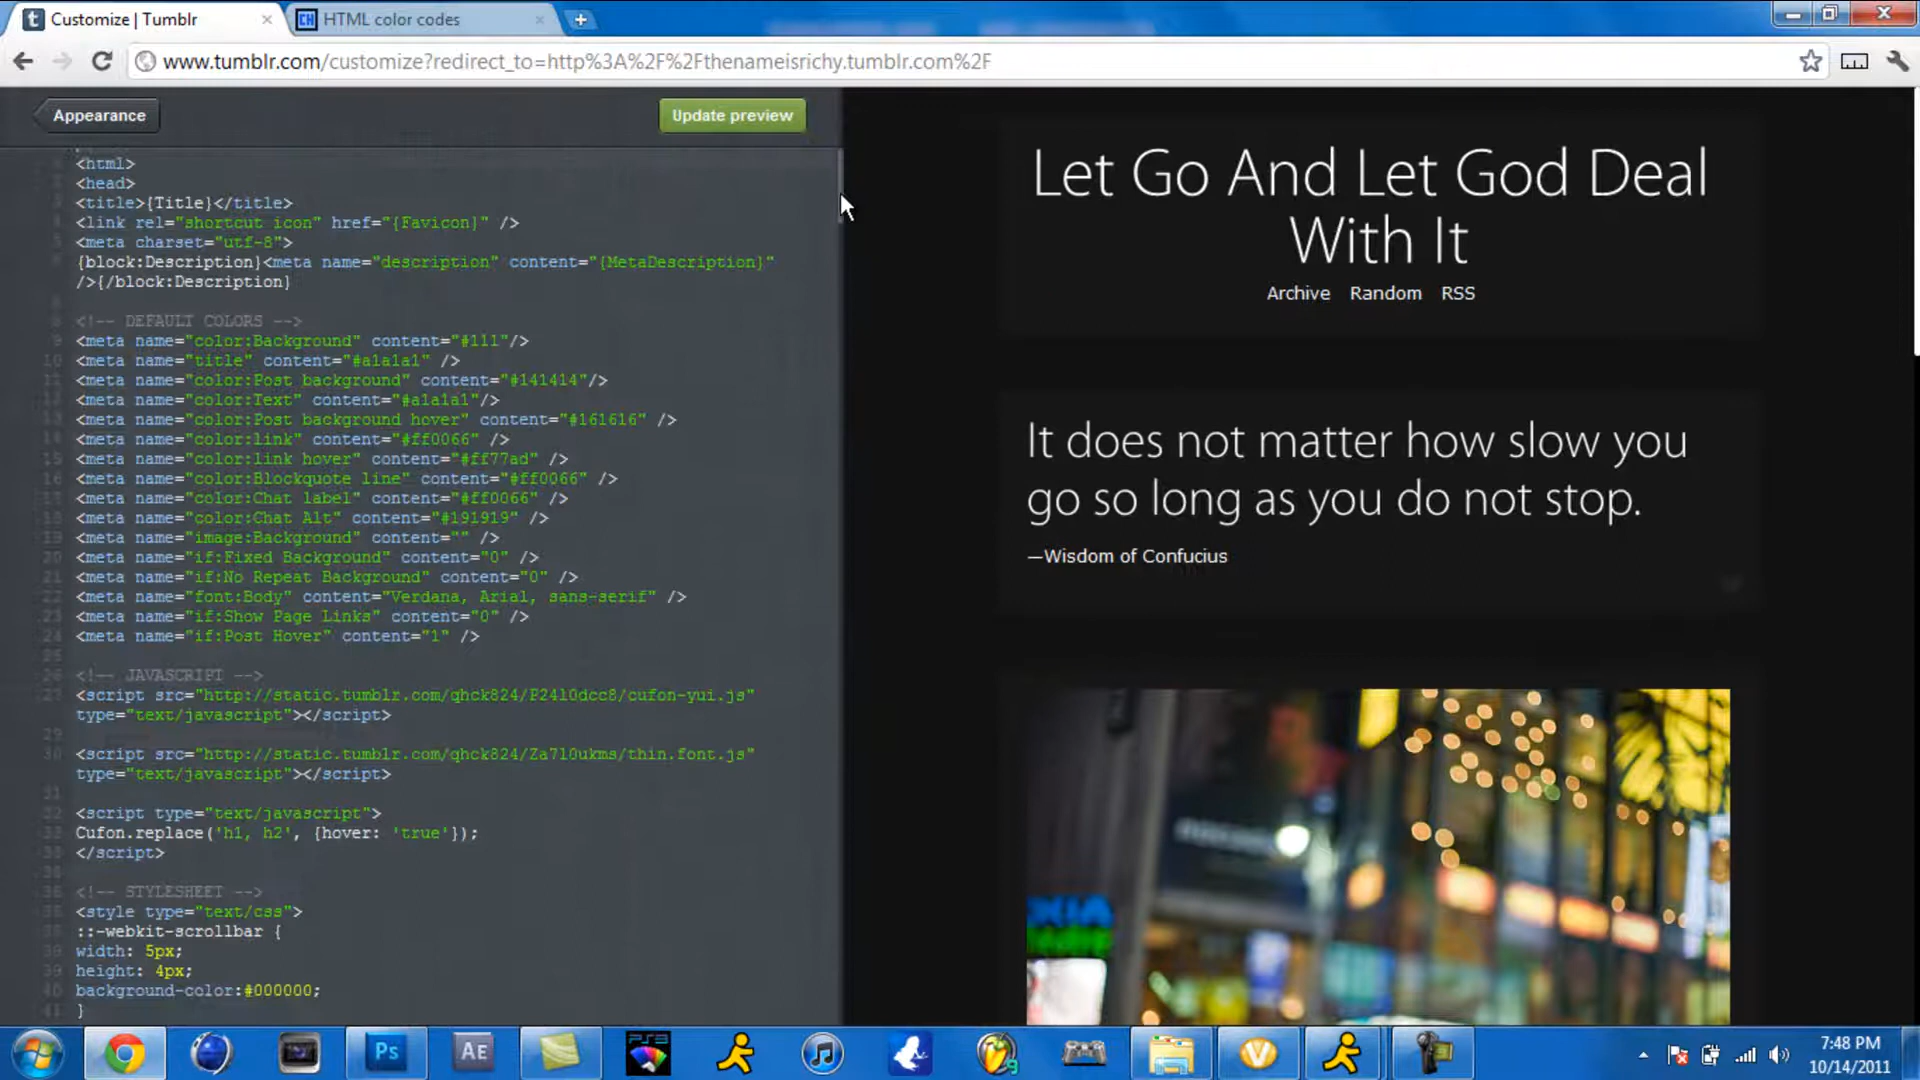 Customize | Tumblr
HTML color codes
www.tumblr.com/customize?redirect_to=http%3A%2F%2Fthenameisrichy.tumblr.com%2F
Appearance
Update preview
<html>
<head>
<title>{Title}</title>
<link rel="shortcut icon" href="{Favicon}" />
<meta charset="utf-8">
{block:Description}<meta name="description" content="{MetaDescription}"
/>{/block:Description}
<!-- DEFAULT COLORS -->
<meta name="color:Background" content="#111"/>
<meta name="title" content="#a1a1a1" />
<meta name="color:Post background" content="#141414"/>
<meta name="color:Text" content="#a1a1a1"/>
<meta name="color:Post background hover" content="#161616" />
<meta name="color:link" content="#ff0066" />
<meta name="color:link hover" content="#ff77ad" />
<meta name="color:Blockquote line" content="#ff0066" />
<meta name="color:Chat label" content="#ff0066" />
<meta name="color:Chat Alt" content="#191919" />
<meta name="image:Background" content="" />
<meta name="if:Fixed Background" content="0" />
<meta name="if:No Repeat Background" content="0" />
<meta name="font:Body" content="Verdana, Arial, sans-serif" />
<meta name="if:Show Page Links" content="0" />
<meta name="if:Post Hover" content="1" />
<!-- JAVASCRIPT -->
<script src="http://static.tumblr.com/qhck824/P24l0dcc8/cufon-yui.js"
type="text/javascript"></script>
<script src="http://static.tumblr.com/qhck824/Za7l0ukms/thin.font.js"
type="text/javascript"></script>
<script type="text/javascript">
Cufon.replace('h1, h2', {hover: 'true'});
</script>
<!-- STYLESHEET -->
<style type="text/css">
::-webkit-scrollbar {
width: 5px;
height: 4px;
background-color:#000000;
}
Let Go And Let God Deal
With It
Archive Random RSS
It does not matter how slow you
go so long as you do not stop.
—Wisdom of Confucius
Ps
AE
PS3
7:48 PM
10/14/2011